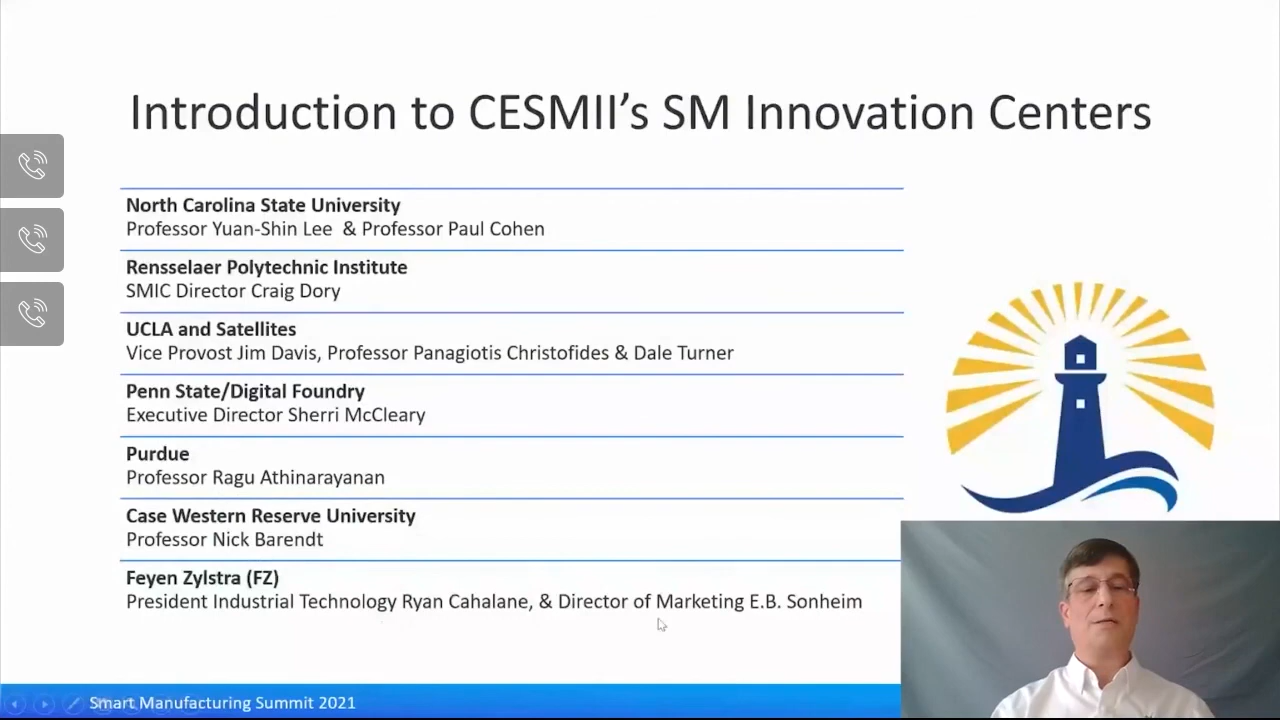 Introduction to CESMII’s SM Innovation Centers
North Carolina State University
Professor Yuan-Shin Lee & Professor Paul Cohen
Rensselaer Polytechnic Institute
SMIC Director Craig Dory
UCLA and Satellites
Vice Provost Jim Davis, Professor Panagiotis Christofides & Dale Turner
Penn State/Digital Foundry
Executive Director Sherri McCleary
Purdue
Professor Ragu Athinarayanan
Case Western Reserve University
Professor Nick Barendt
Feyen Zylstra (FZ)
President Industrial Technology Ryan Cahalane, & Director of Marketing E.B. Sonheim
Smart Manufacturing Summit 2021